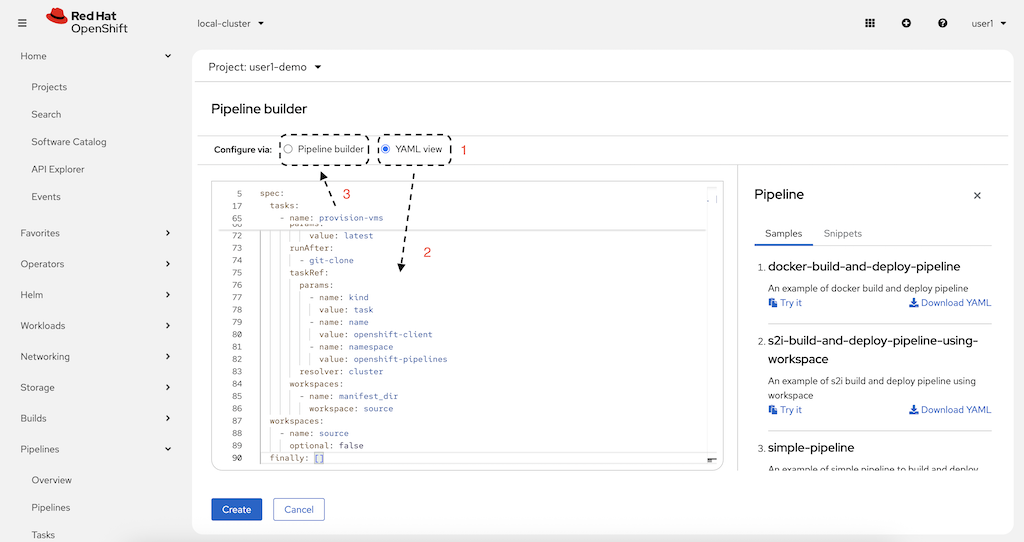 Red Hat
OpenShift
local-cluster
user1
Home
Projects
Search
Software Catalog
API Explorer
Events
Favorites
Operators
Helm
Workloads
Networking
Storage
Builds
Pipelines
Overview
Pipelines
Tasks
Project: user1-demo
Pipeline builder
Configure via:
Pipeline builder
YAML view
1
3
2
5 spec:
17 tasks:
65 - name: provision-vms
66 params:
72 value: latest
73 runAfter:
74 - git-clone
75 taskRef:
76 params:
77 - name: kind
78 value: task
79 - name: name
80 value: openshift-client
81 - name: namespace
82 value: openshift-pipelines
83 resolver: cluster
84 workspaces:
85 - name: manifest_dir
86 workspace: source
87 workspaces:
88 - name: source
89 optional: false
90 finally: []
Create
Cancel
Pipeline
Samples
Snippets
1. docker-build-and-deploy-pipeline
An example of docker build and deploy pipeline
Try it
Download YAML
2. s2i-build-and-deploy-pipeline-using-
workspace
An example of s2i build and deploy pipeline using
workspace
Try it
Download YAML
3. simple-pipeline
An example of simple pipeline to build and deploy